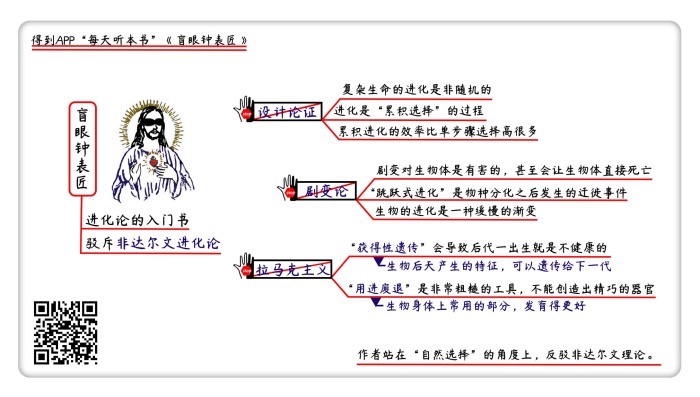 得到APP“每天听本书”《盲眼钟表匠》
盲眼钟表匠
进化论的入门书
驳斥非达尔文进化论
设计论证
复杂生命的进化是非随机的
进化是“累积选择”的过程
累积进化的效率比单步骤选择高很多
剧变论
剧变对生物体是有害的，甚至会让生物体直接死亡
“跳跃式进化”是物种分化之后发生的迁徙事件
生物的进化是一种缓慢的渐变
拉马克主义
“获得性遗传”会导致后代一出生就是不健康的
生物后天产生的特征，可以遗传给下一代
“用进废退”是非常粗糙的工具，不能创造出精巧的器官
生物身体上常用的部分，发育得更好
作者站在“自然选择”的角度上，反驳非达尔文理论。